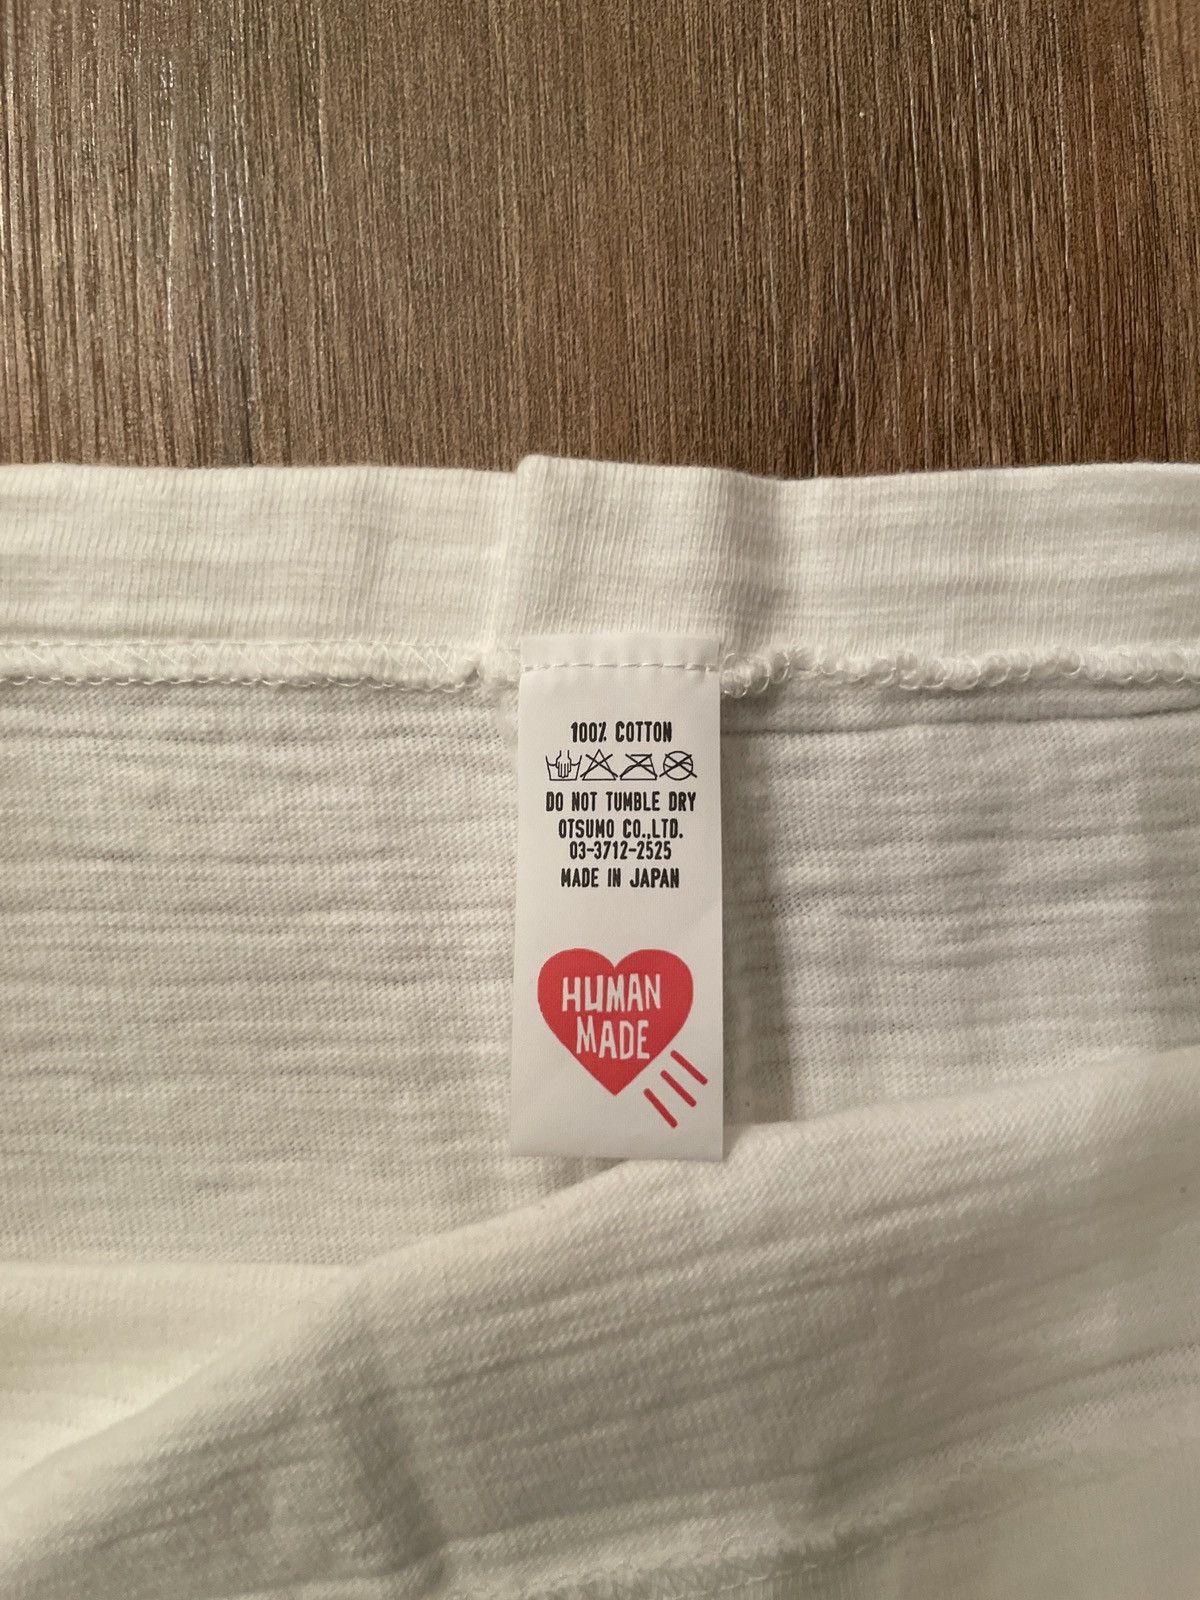 100% COTTON
DO NOT TUMBLE DRY
OTSUMO CO.,LTD.
03-3712-2525
MADE IN JAPAN
HUMAN
MADE